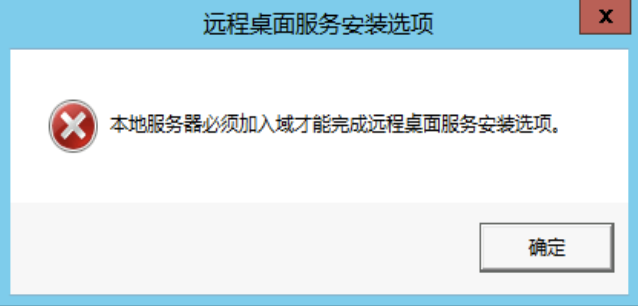 远程桌面服务安装选项
x
本地服务器必须加入域才能完成远程桌面服务安装选项。
确定